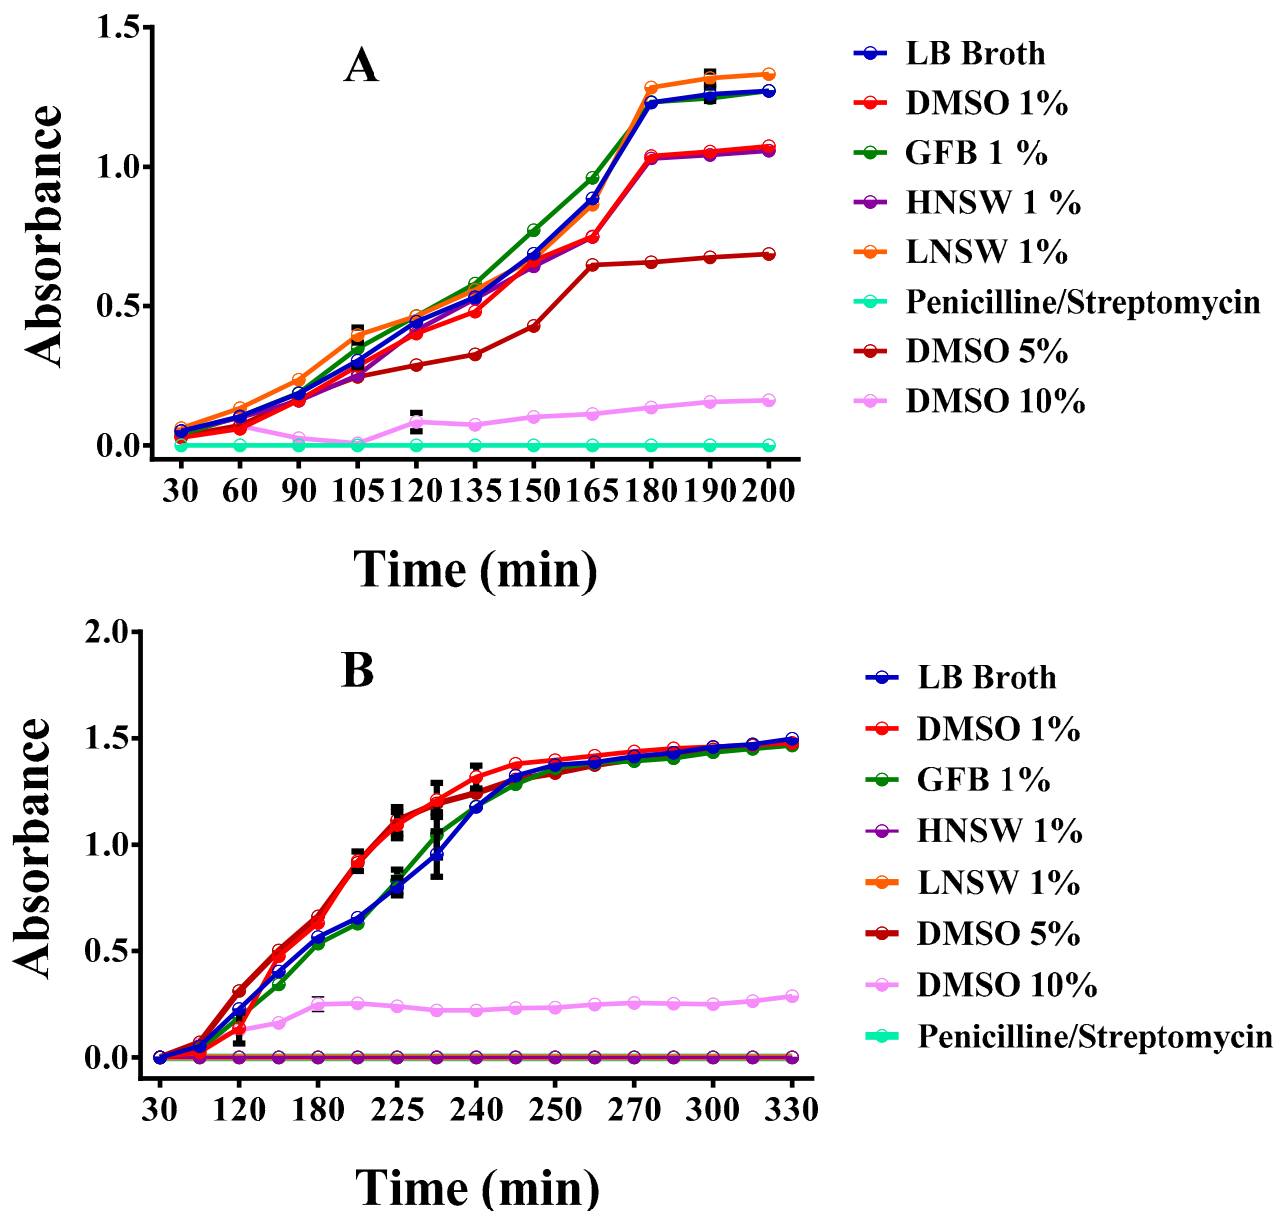 A
Absorbance
1.5
1.0
0.5
0.0
30 60 90 105 120 135 150 165 180 190 200
Time (min)
LB Broth
DMSO 1%
GFB 1 %
HNSW 1 %
LNSW 1%
Penicilline/Streptomycin
DMSO 5%
DMSO 10%
B
Absorbance
2.0
1.5
1.0
0.5
0.0
30 120 180 225 240 250 270 300 330
Time (min)
LB Broth
DMSO 1%
GFB 1%
HNSW 1%
LNSW 1%
DMSO 5%
DMSO 10%
Penicilline/Streptomycin